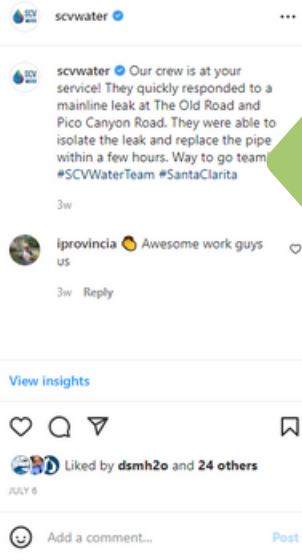 scvwater
scvwater Our crew is at your
service! They quickly responded to a
mainline leak at The Old Road and
Pico Canyon Road. They were able to
isolate the leak and replace the pipe
within a few hours. Way to go team!
#SCVWaterTeam #SantaClarita
3w
iprovincia 👏 Awesome work guys
us
3w Reply
View insights
Liked by dsmh2o and 24 others
JULY 6
Add a comment...
Post